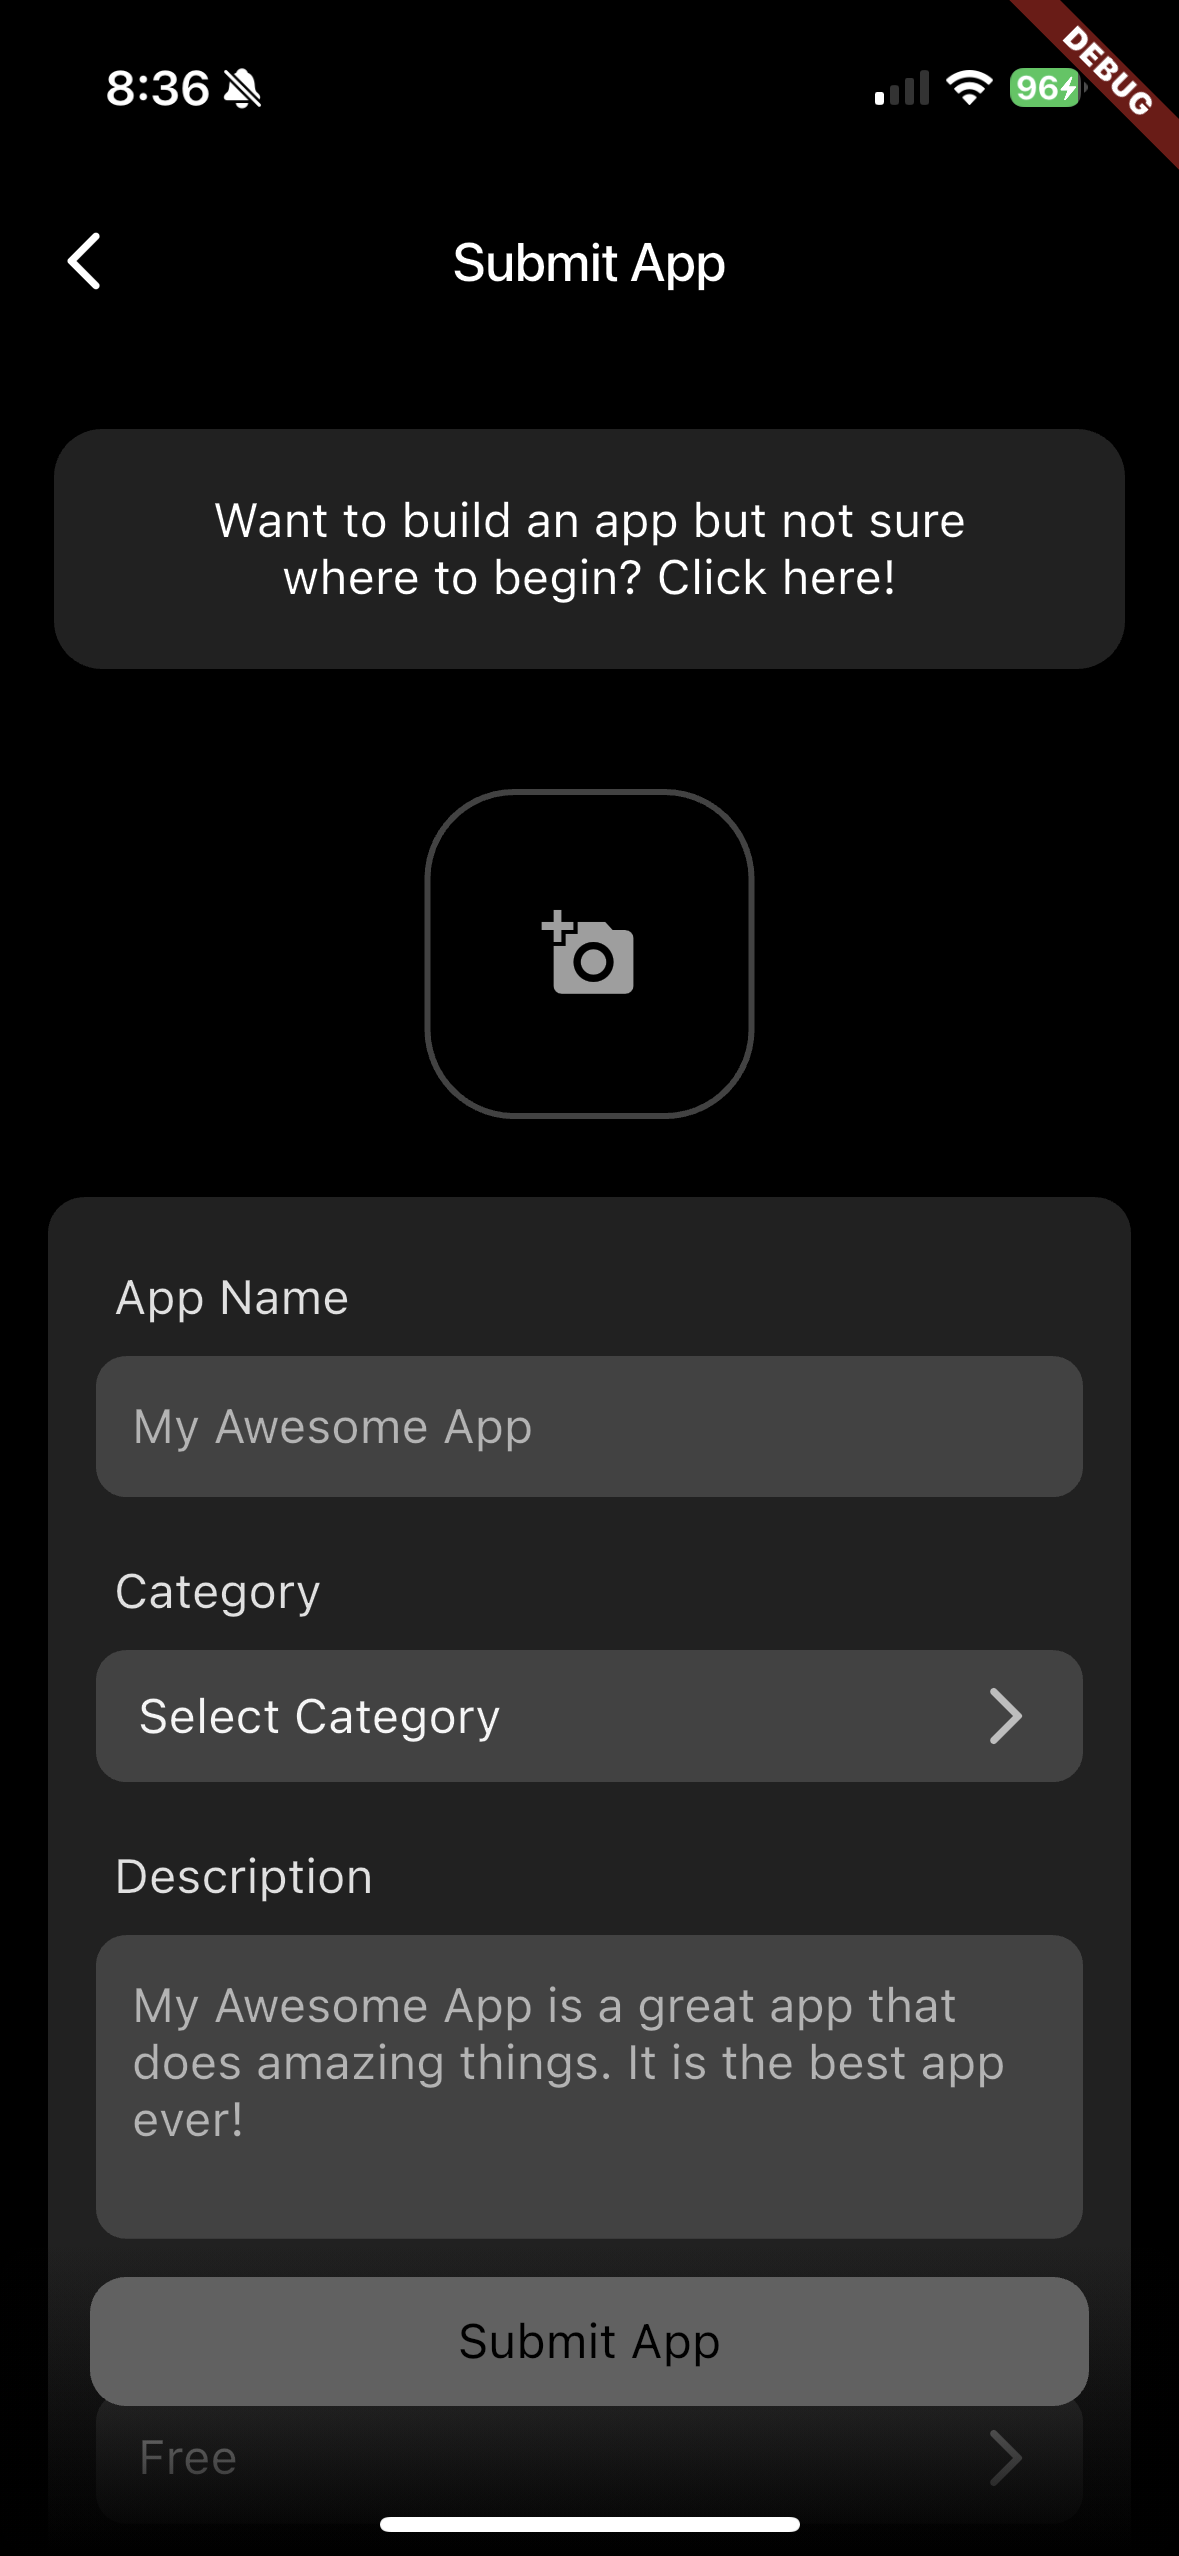 8:36
96
DEBUG
Submit App
Want to build an app but not sure
where to begin? Click here!
App Name
My Awesome App
Category
Select Category
Description
My Awesome App is a great app that
does amazing things. It is the best app
ever!
Submit App
Free